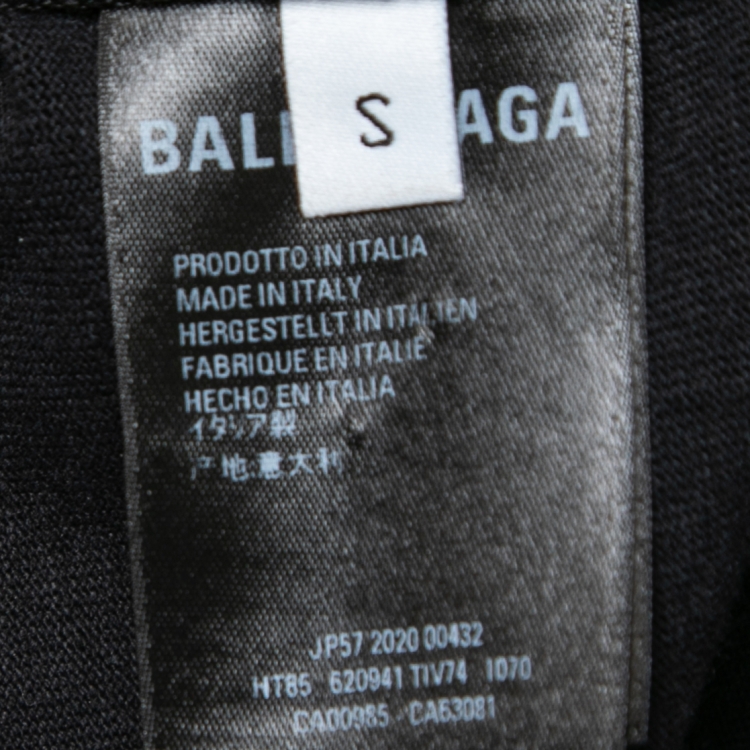 S
BAL AGA
PRODOTTO IN ITALIA
MADE IN ITALY
HERGESTELLT IN ITALIEN
FABRIQUE EN ITALIE
HECHO EN ITALIA
イタリア製
产地:意大利
JP57 2020 00432
HT85 620941 TIV74 1070
CA00985 CA63081